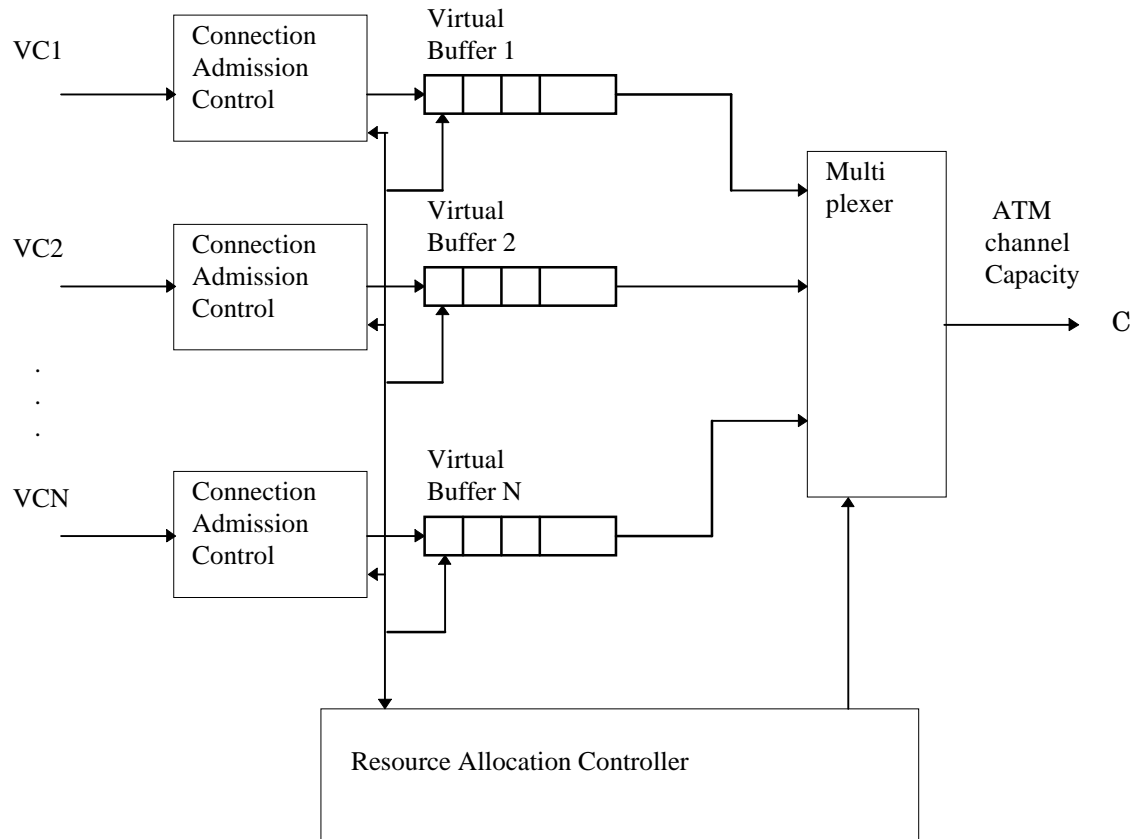 VC1
Connection
Admission
Control
Virtual
Buffer 1
Multi
plexer
ATM
channel
Capacity
C
VC2
Connection
Admission
Control
Virtual
Buffer 2
.
.
.
VCN
Connection
Admission
Control
Virtual
Buffer N
Resource Allocation Controller